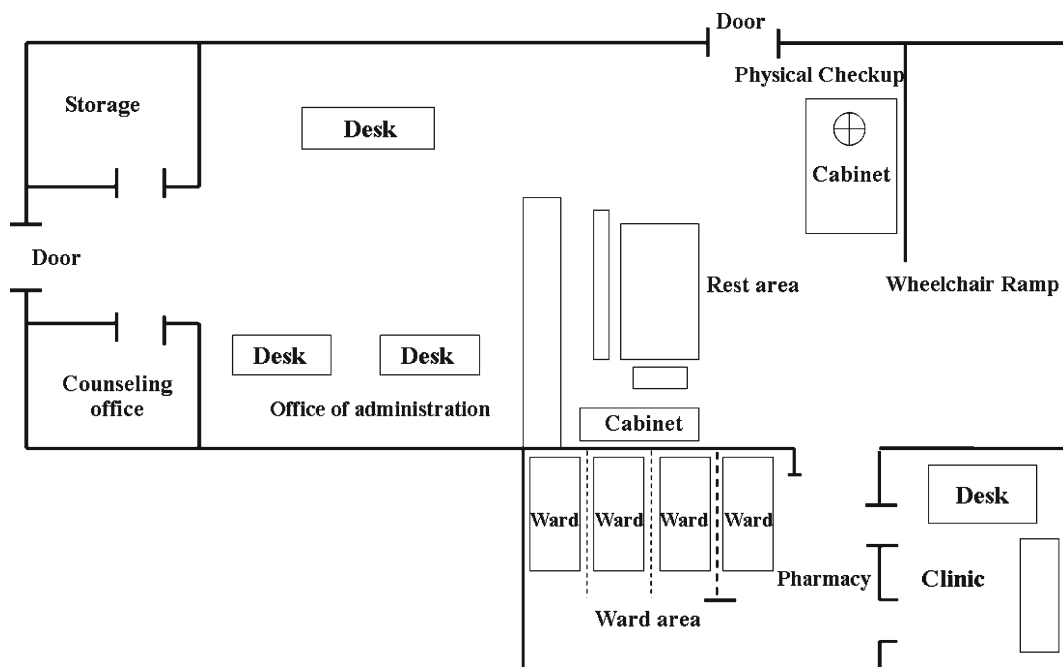 Door
Physical Checkup
Storage
Desk
Cabinet
Door
Rest area
Wheelchair Ramp
Desk
Desk
Counseling
office
Office of administration
Cabinet
Desk
Ward
Ward
Ward
Ward
Pharmacy
Clinic
Ward area